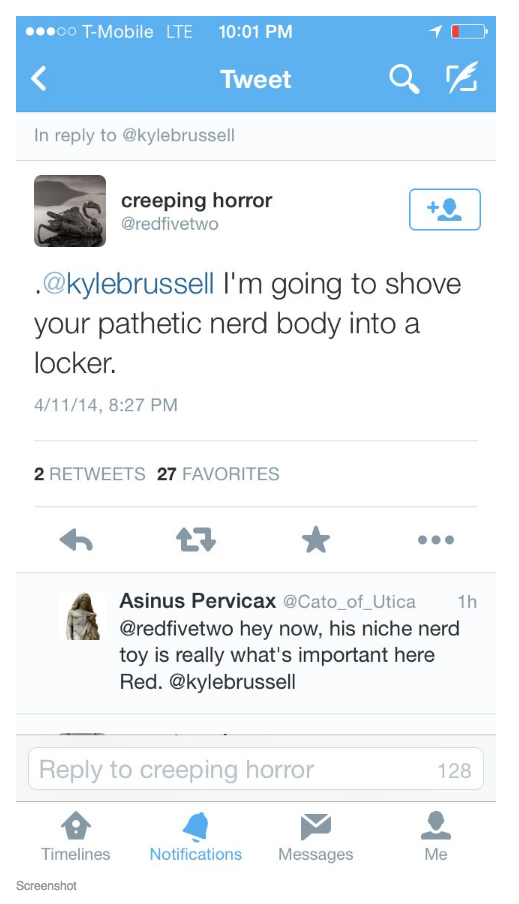 T-Mobile LTE 10:01 PM
Tweet
In reply to @kylebrussell
creeping horror
@redfivetwo
.@kylebrussell I'm going to shove
your pathetic nerd body into a
locker.
4/11/14, 8:27 PM
2 RETWEETS 27 FAVORITES
Asinus Pervicax @Cato_of_Utica 1h
@redfivetwo hey now, his niche nerd
toy is really what's important here
Red. @kylebrussell
Reply to creeping horror 128
Timelines Notifications Messages Me
Screenshot